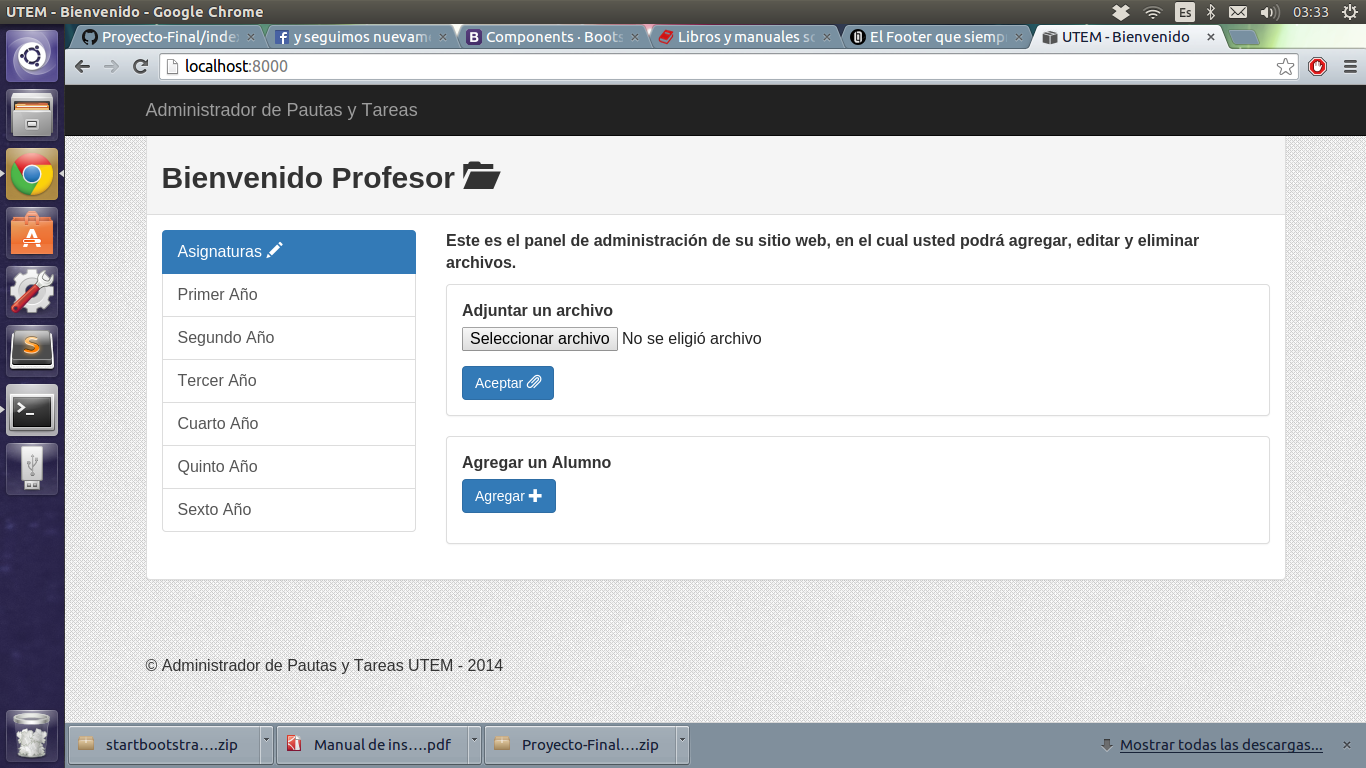 UTEM - Bienvenido - Google Chrome
Es
03:33
Proyecto-Final/inde
y seguimos nuevam
Components · Boots
Libros y manuales so
El Footer que siemp
UTEM - Bienvenido
localhost:8000
Administrador de Pautas y Tareas
Bienvenido Profesor
Asignaturas
Primer Año
Segundo Año
Tercer Año
Cuarto Año
Quinto Año
Sexto Año
Este es el panel de administración de su sitio web, en el cual usted podrá agregar, editar y eliminar
archivos.
Adjuntar un archivo
Seleccionar archivo No se eligió archivo
Aceptar
Agregar un Alumno
Agregar
© Administrador de Pautas y Tareas UTEM - 2014
startbootstra....zip
Manual de ins....pdf
Proyecto-Final....zip
Mostrar todas las descargas...